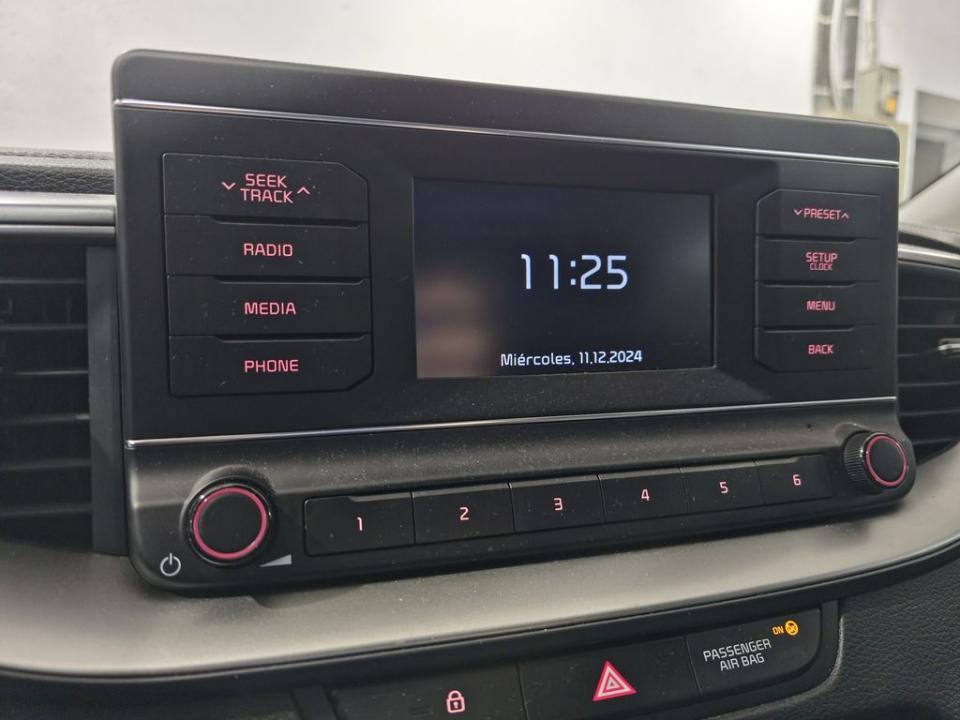 SEEK
TRACK
RADIO
MEDIA
PHONE
11:25
Miércoles, 11.12.2024
PRESET
SETUP
CLOCK
MENU
BACK
1
2
3
4
5
6
PASSENGER
AIR BAG
ON